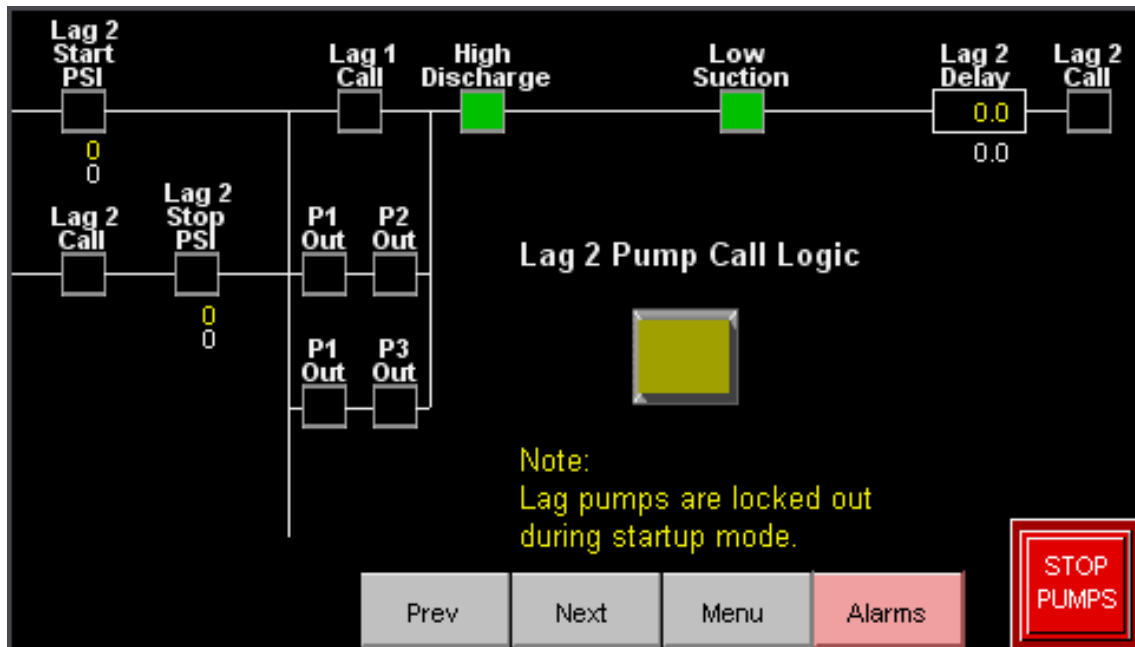 Lag 2
Start
PSI
Lag 1
Call
High
Discharge
Low
Suction
Lag 2
Delay
Lag 2
Call
0.0
0.0
0
0
Lag 2
Call
Lag 2
Stop
PSI
P1
Out
P2
Out
Lag 2 Pump Call Logic
0
0
P1
Out
P3
Out
Note:
Lag pumps are locked out
during startup mode.
Prev
Next
Menu
Alarms
STOP
PUMPS